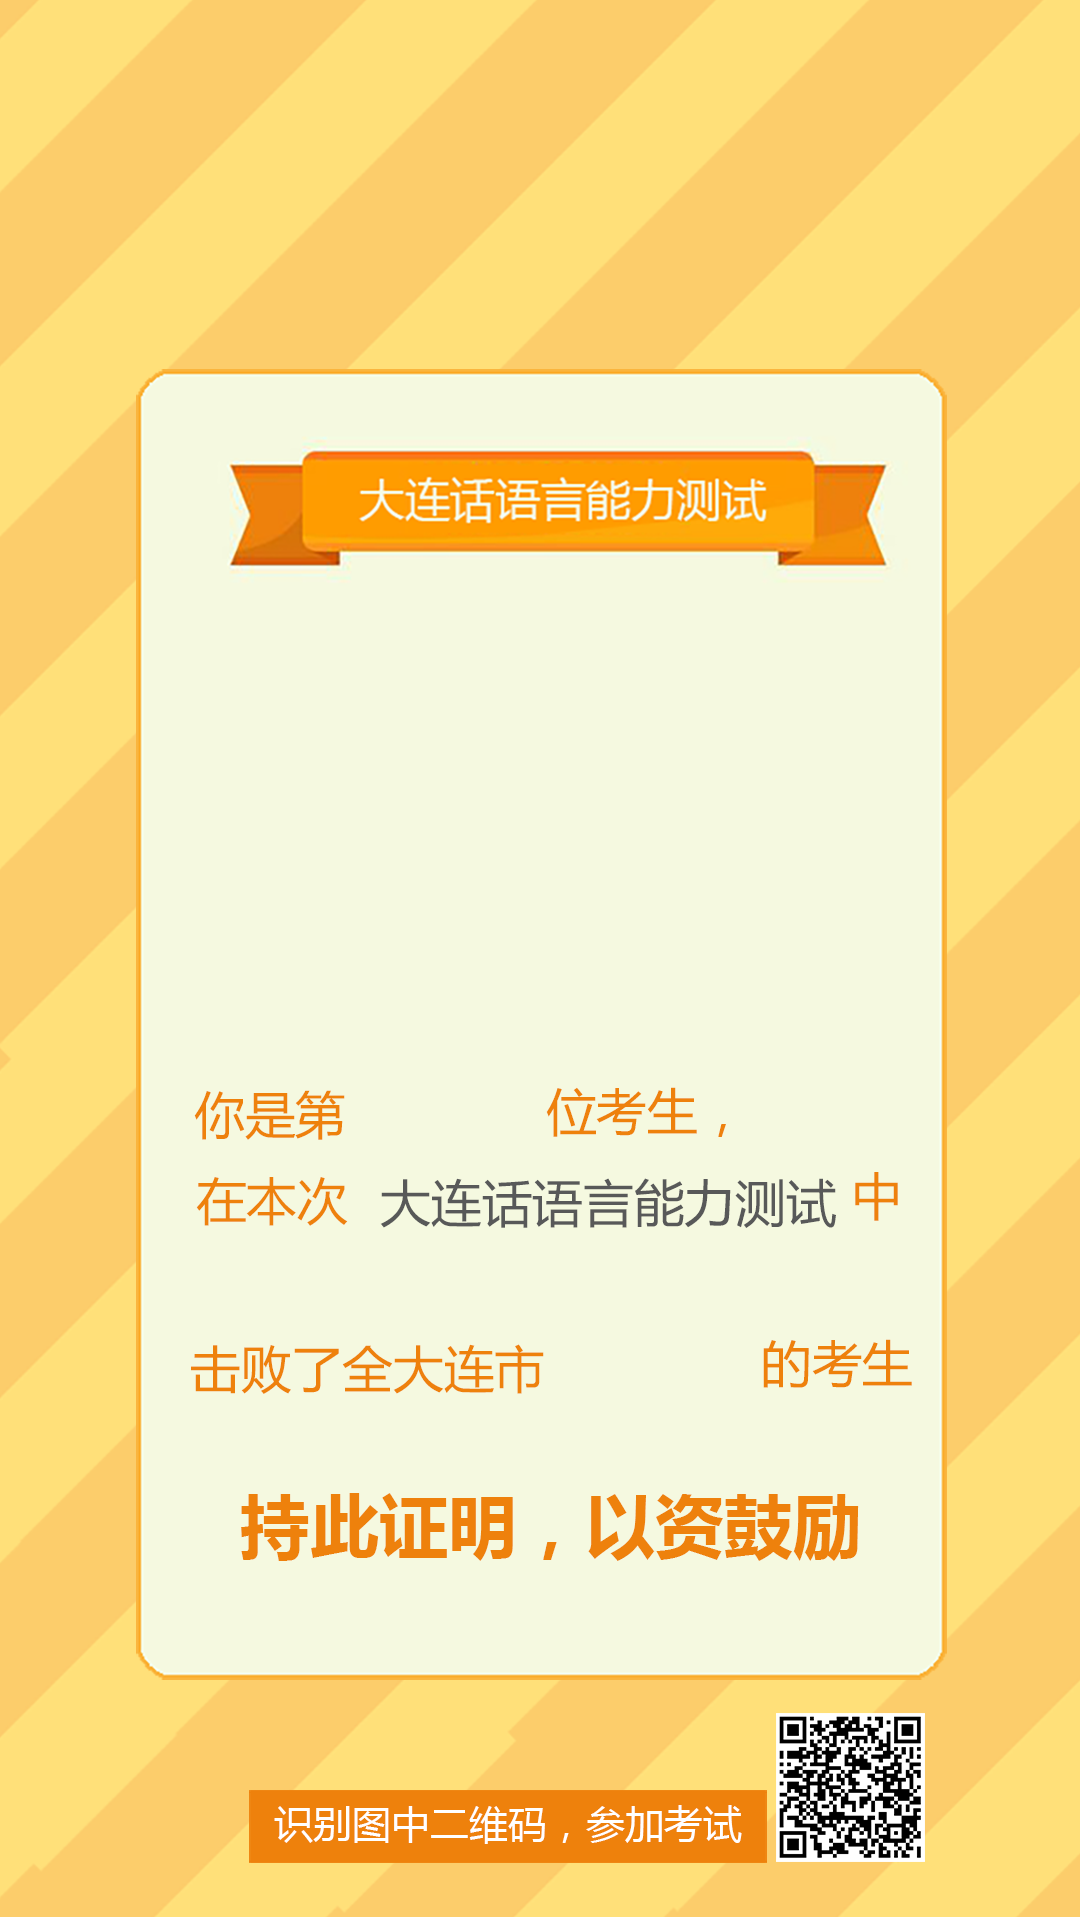 大连话语言能力测试
你是第 位考生，
在本次 大连话语言能力测试 中
击败了全大连市 的考生
持此证明，以资鼓励
识别图中二维码，参加考试